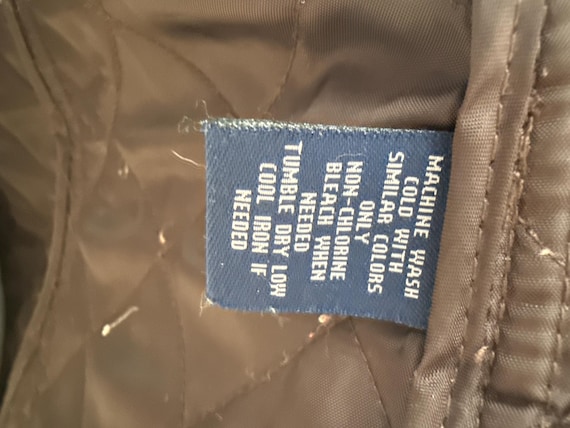 MACHINE WASH
COLD WITH
SIMILAR COLORS
ONLY
NON-CHLORINE
BLEACH WHEN
NEEDED
TUMBLE DRY LOW
COOL IRON IF
NEEDED